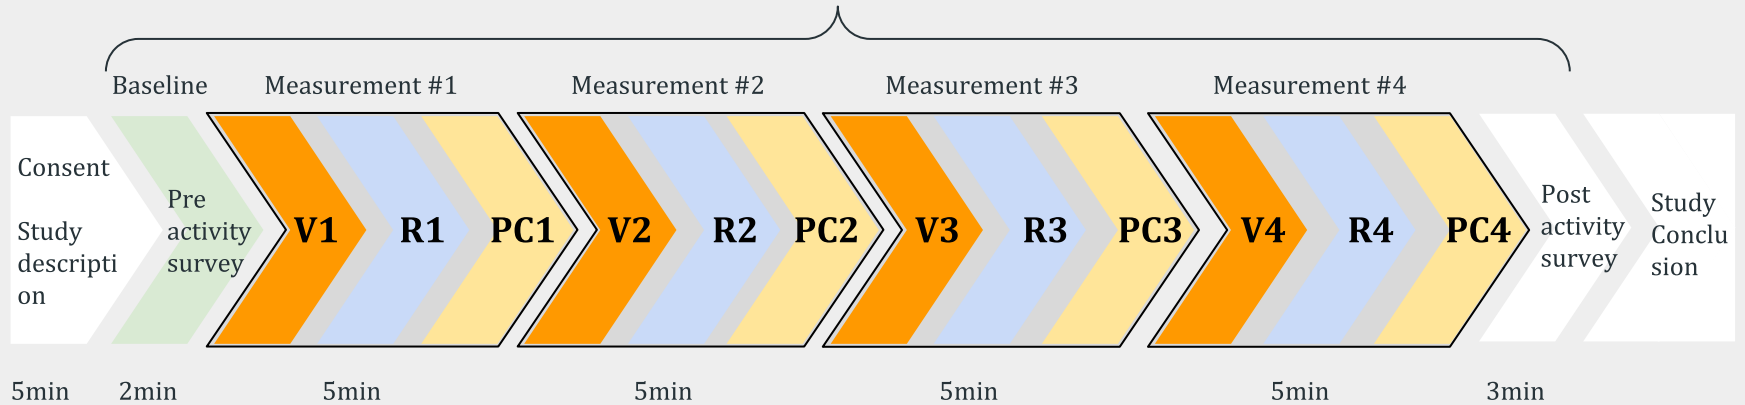 Baseline
Measurement #1
Measurement #2
Measurement #3
Measurement #4
Consent
Study
descripti
on
Pre
activity
survey
V1
R1
PC1
V2
R2
PC2
V3
R3
PC3
V4
R4
PC4
Post
activity
survey
Study
Conclu
sion
5min
2min
5min
5min
5min
5min
3min